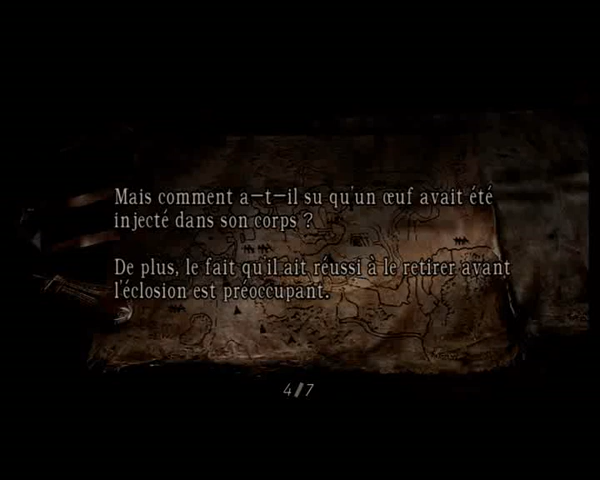 Mais comment a-t-il su qu'un œuf avait été
injecté dans son corps ?
De plus, le fait qu'il ait réussi à le retirer avant
l'éclosion est préoccupant.
4/7